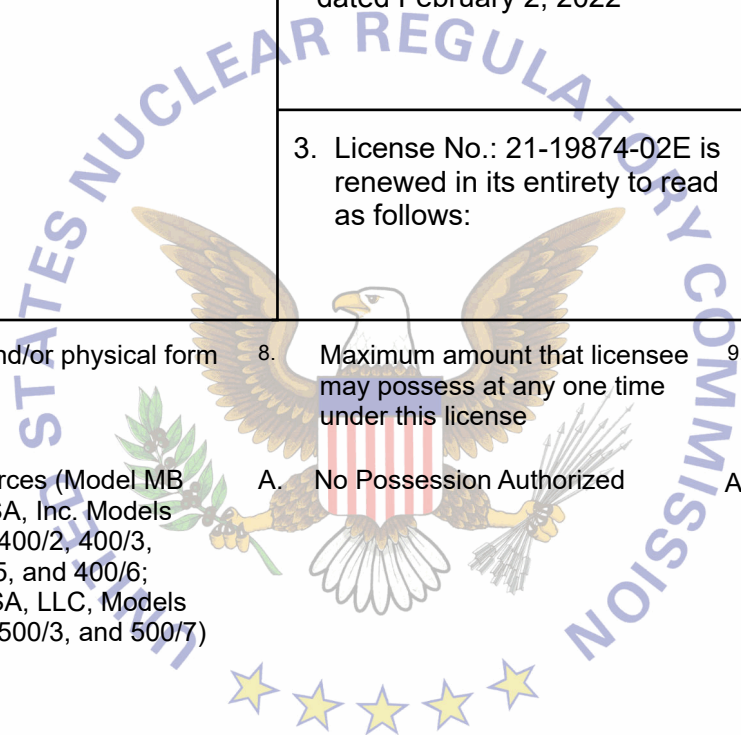 dated February 2, 2022
3. License No.: 21-19874-02E is
renewed in its entirety to read
as follows:
nd/or physical form
8. Maximum amount that licensee
may possess at any one time
under this license
9
rces (Model MB
SA, Inc. Models
400/2, 400/3,
5, and 400/6;
SA, LLC, Models
500/3, and 500/7)
A. No Possession Authorized
A
UNITED STATES NUCLEAR REGULATORY COMMISSION